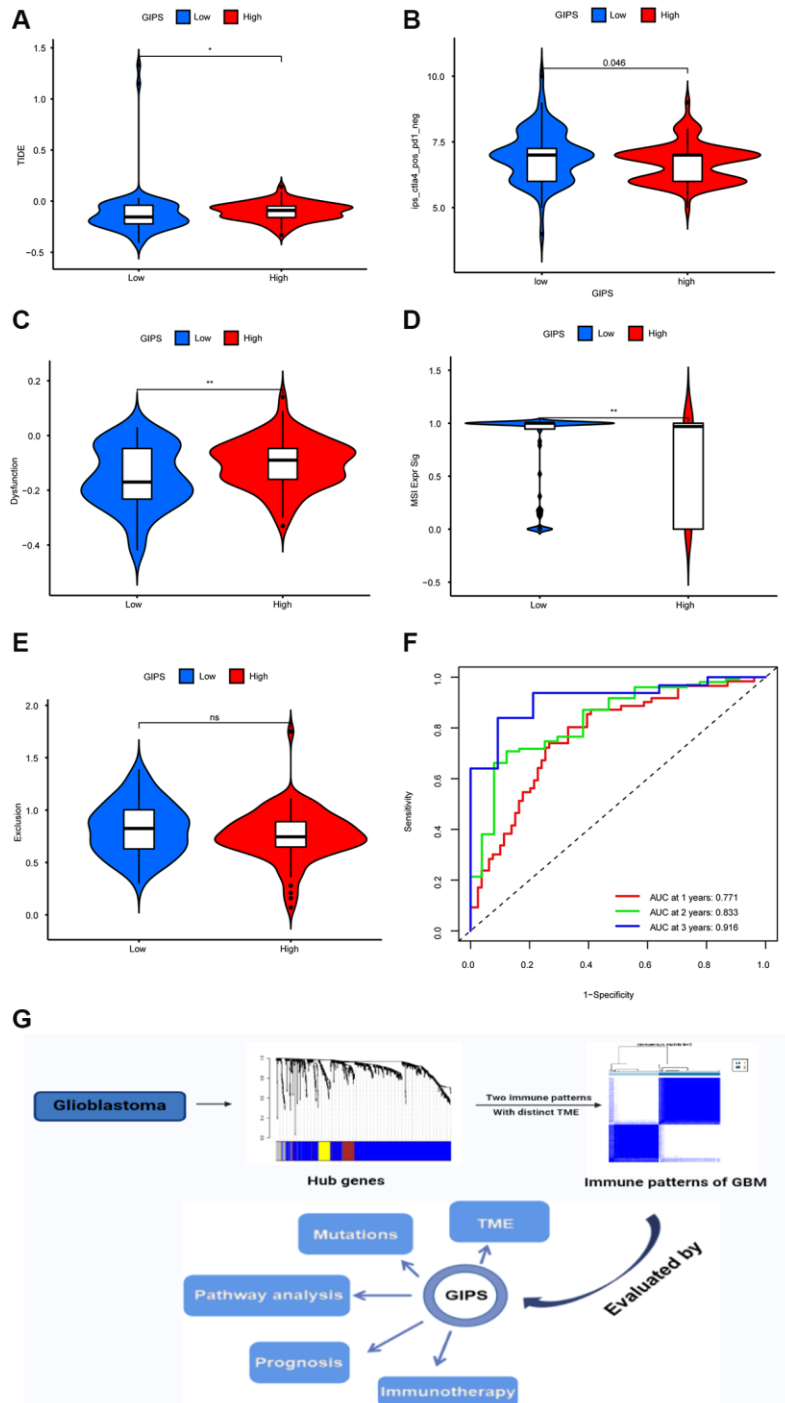 A
GIPS Low High
1.5
1.0
0.5
0.0
−0.5
TIDE
*
Low High
B
GIPS Low High
10.0
7.5
5.0
ips_ctla4_pos_pd1_neg
0.046
low high
GIPS
C
GIPS Low High
0.2
0.0
−0.2
−0.4
Dysfunction
**
Low High
D
GIPS Low High
1.5
1.0
0.5
0.0
−0.5
MSI Expr Sig
**
Low High
E
GIPS Low High
2.0
1.5
1.0
0.5
0.0
Exclusion
ns
Low High
F
1.0
0.8
0.6
0.4
0.2
0.0
Sensitivity
AUC at 1 years: 0.771
AUC at 2 years: 0.833
AUC at 3 years: 0.916
0.0 0.2 0.4 0.6 0.8 1.0
1−Specificity
G
Glioblastoma
Hub genes
Two Immune patterns
With distinct TME
Immune patterns of GBM
Evaluated by
GIPS
TME
Mutations
Pathway analysis
Prognosis
Immunotherapy